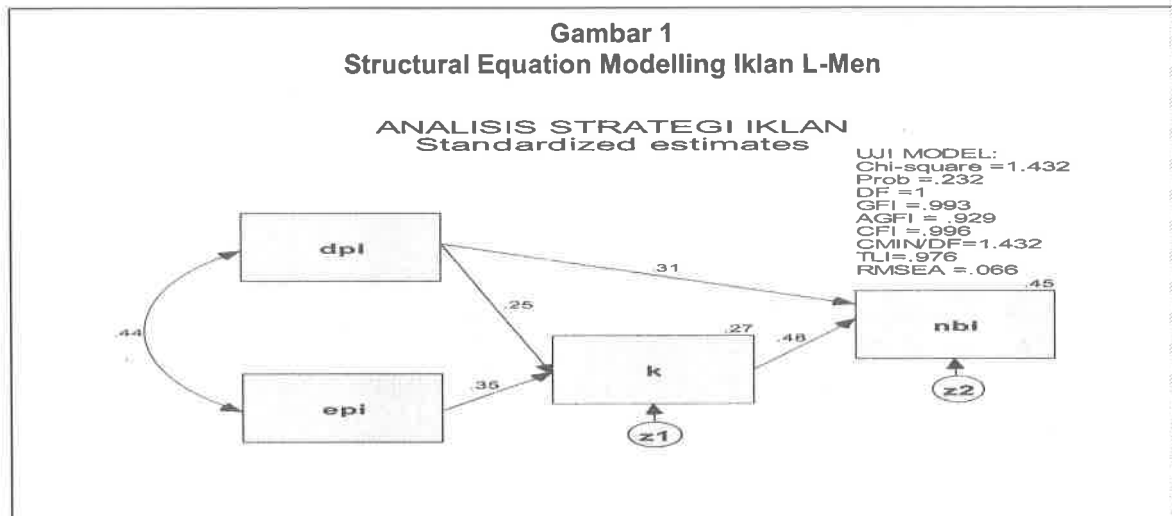 Gambar 1
Structural Equation Modelling Iklan L-Men
ANALISIS STRATEGI IKLAN
Standardized estimates
UJI MODEL:
Chi-square =1.432
Prob =.232
DF =1
GFI =.993
AGFI = .929
CFI =.996
CMIN/DF=1.432
TLI=.976
RMSEA =.066
dpi
.31
.45
.25
nbi
.44
.27
.48
k
z2
.35
epi
z1